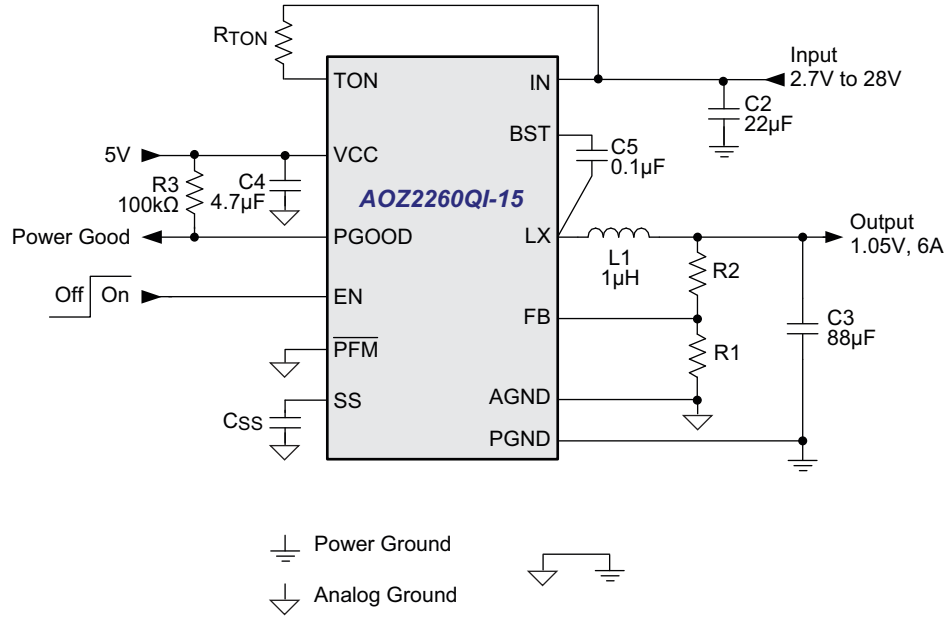 RTON
TON
IN
Input
2.7V to 28V
C2
22µF
BST
C5
0.1µF
5V
VCC
R3
100kΩ
C4
4.7µF
AOZ2260QI-15
Power Good
PGOOD
LX
Output
1.05V, 6A
L1
1µH
R2
Off On
EN
FB
C3
88µF
PFM
R1
SS
AGND
CSS
PGND
Power Ground
Analog Ground